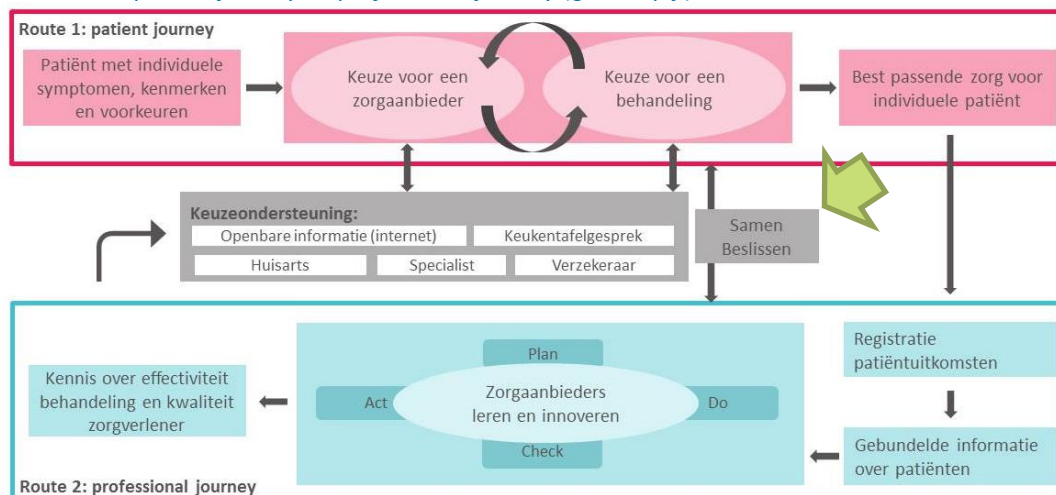 Route 1: patient journey
Patiënt met individuele
symptomen, kenmerken
en voorkeuren
Keuze voor een
zorgaanbieder
Keuze voor een
behandeling
Best passende zorg voor
individuele patiënt
Keuzeondersteuning:
Openbare informatie (internet)
Keukentafelgesprek
Huisarts
Specialist
Verzekeraar
Samen
Beslissen
Kennis over effectiviteit
behandeling en kwaliteit
zorgverlener
Plan
Act
Zorgaanbieders
leren en innoveren
Do
Check
Registratie
patiëntuitkomsten
Gebundelde informatie
over patiënten
Route 2: professional journey